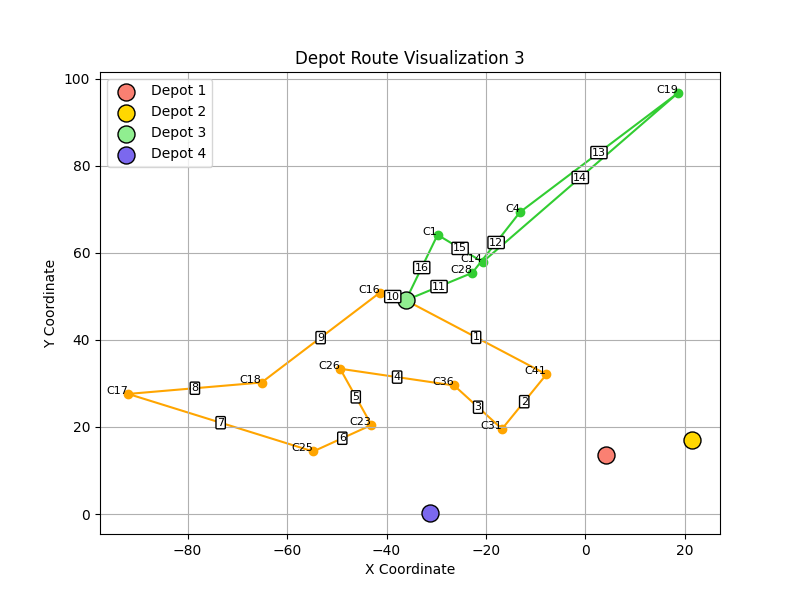 Depot Route Visualization 3
Depot 1
Depot 2
Depot 3
Depot 4
100
80
60
40
20
0
Y Coordinate
−80
−60
−40
−20
0
20
X Coordinate
C19
13
14
C4
C1
15
12
C14
16
C28
11
C16
10
9
1
C26
C41
4
C36
C18
8
C17
5
2
3
7
C23
C31
6
C25